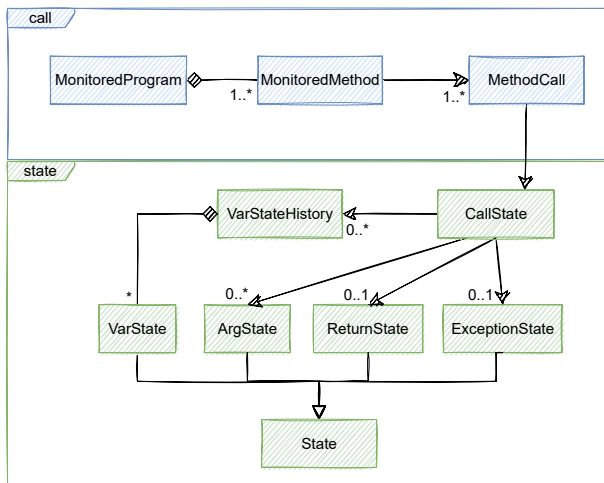 call
MonitoredProgram
MonitoredMethod
MethodCall
1..*
1..*
state
VarStateHistory
CallState
0..*
*
0..*
0..1
0..1
VarState
ArgState
ReturnState
ExceptionState
State